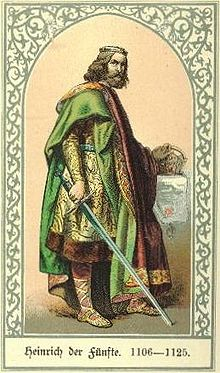 Heinrich der Fünfte. 1106—1125.